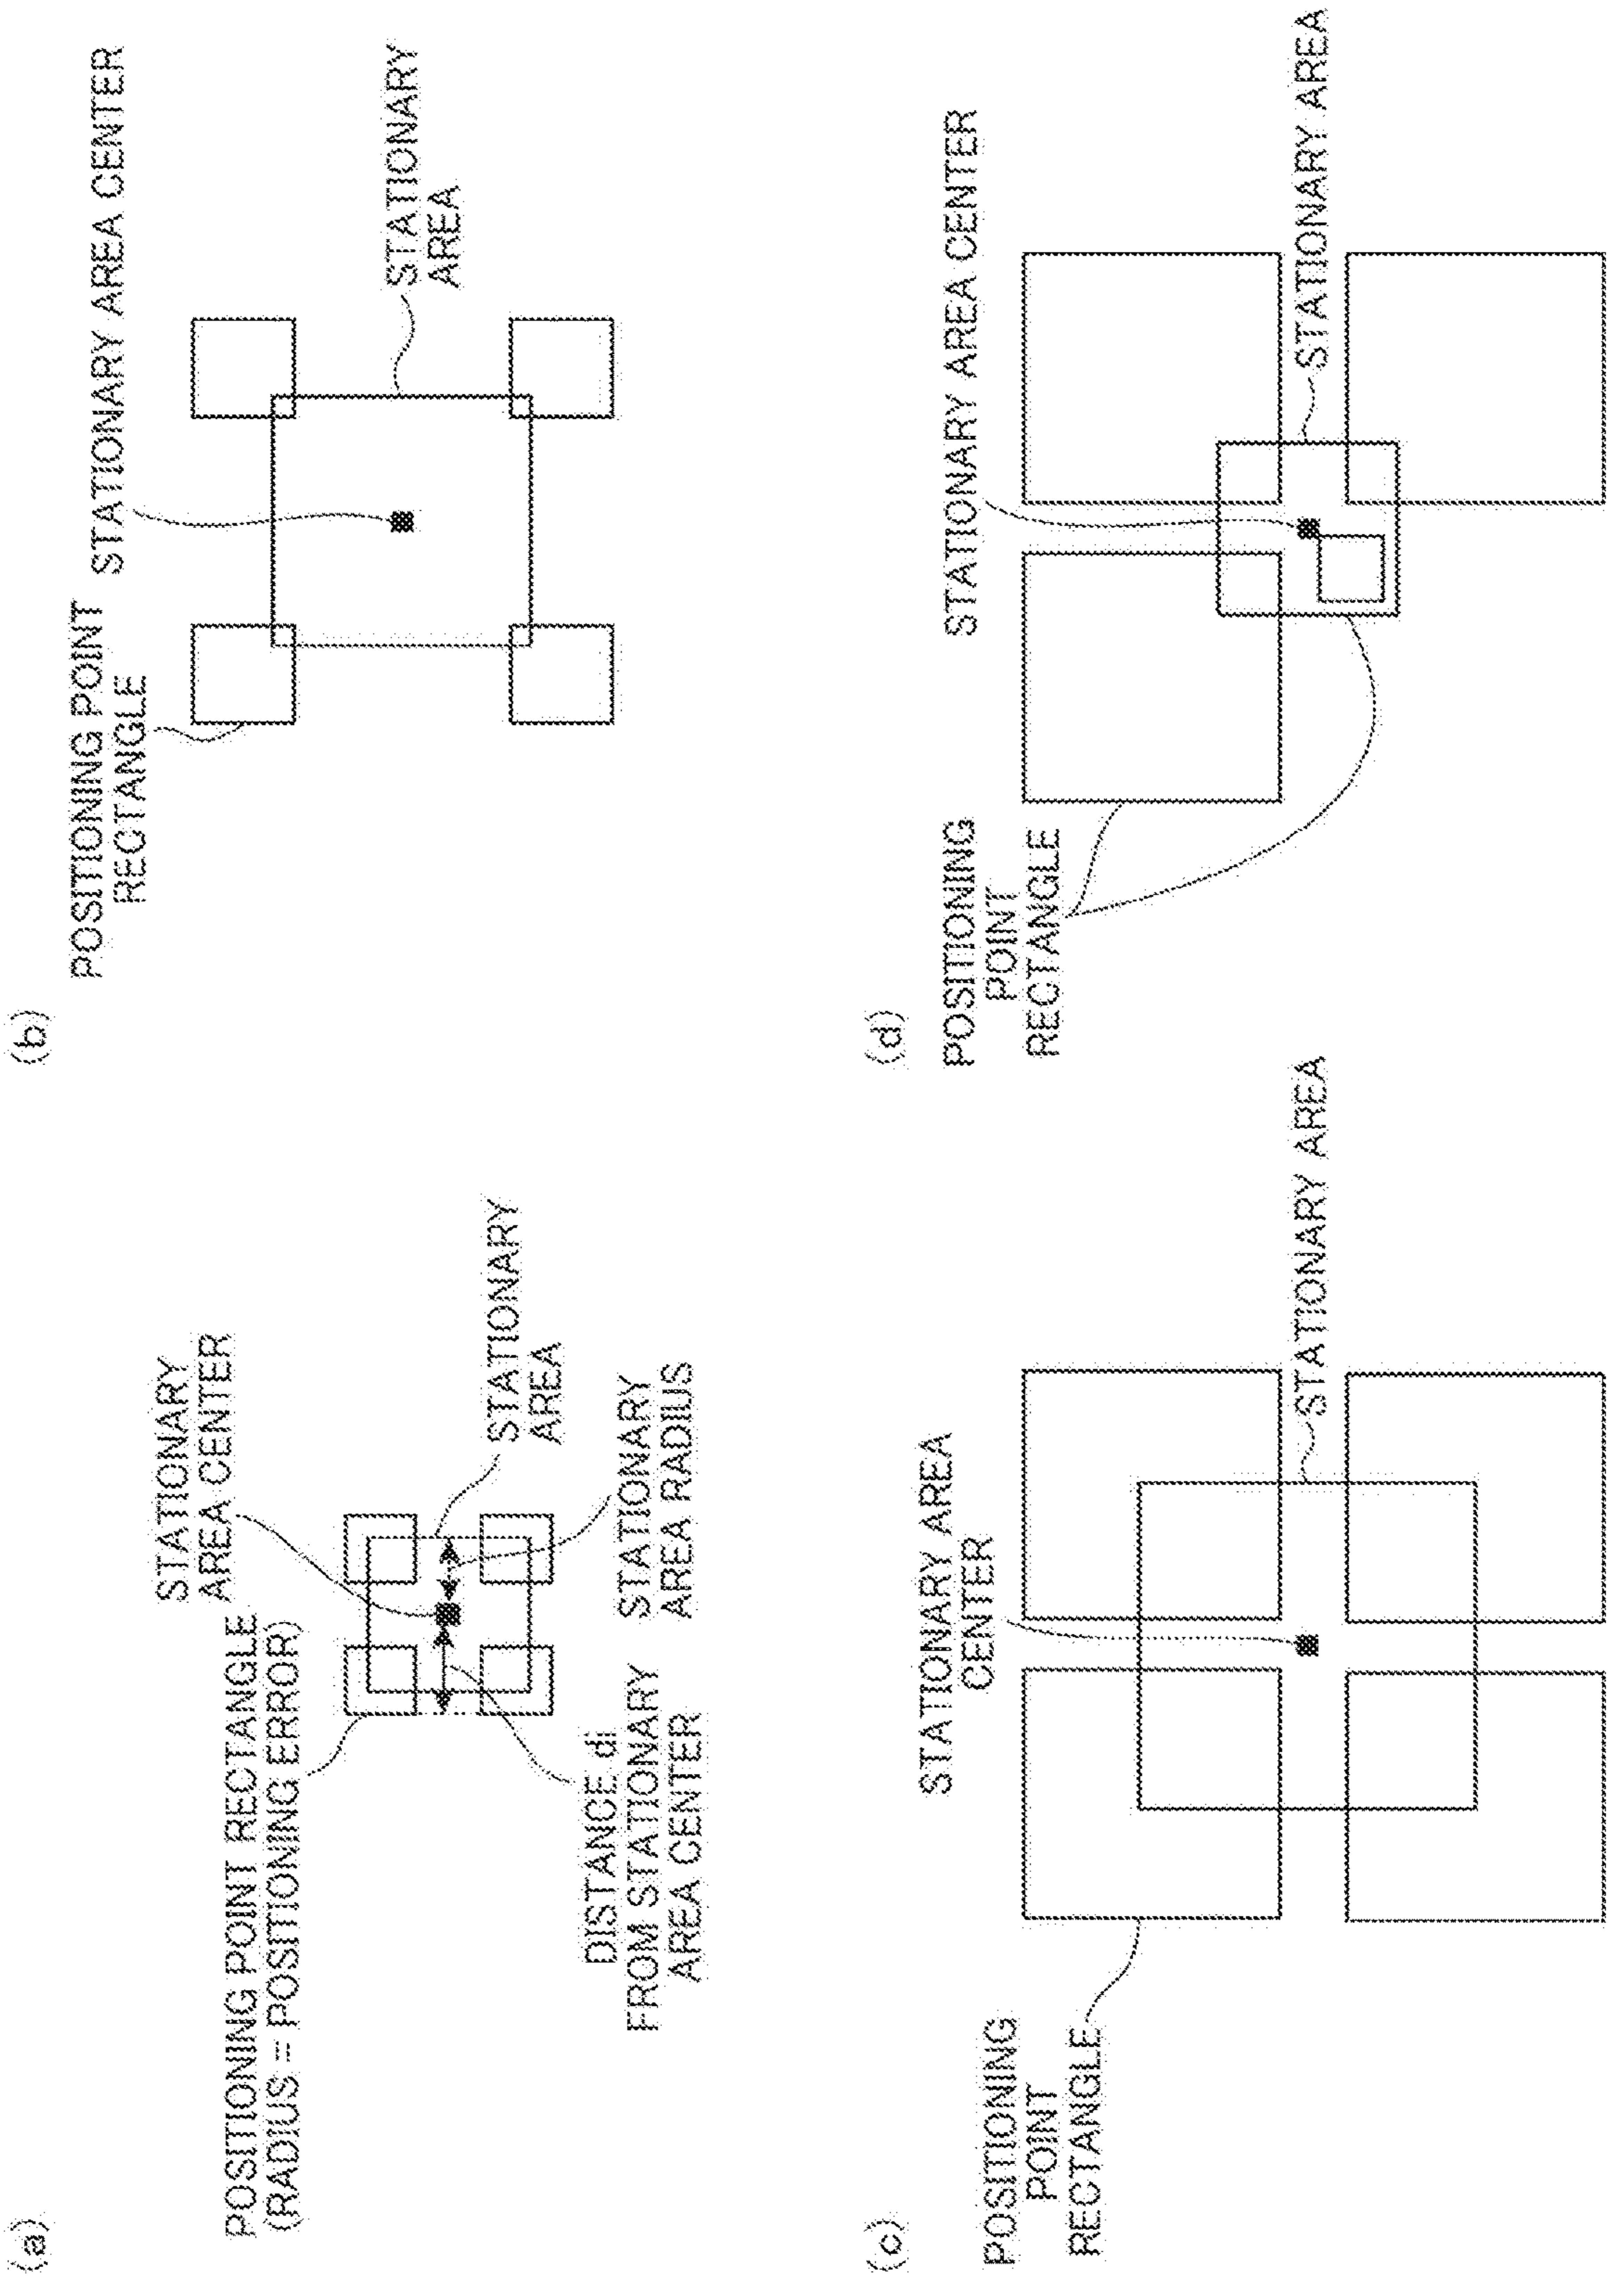 (a)
STATIONARY
AREA CENTER
POSITIONING POINT RECTANGLE
(RADIUS = POSITIONING ERROR)
STATIONARY
AREA
STATIONARY
AREA RADIUS
DISTANCE di
FROM STATIONARY
AREA CENTER
(b)
POSITIONING POINT
RECTANGLE
STATIONARY AREA CENTER
STATIONARY
AREA
(c)
STATIONARY AREA
CENTER
POSITIONING
POINT
RECTANGLE
STATIONARY AREA
(d)
POSITIONING
POINT
RECTANGLE
STATIONARY AREA CENTER
STATIONARY AREA